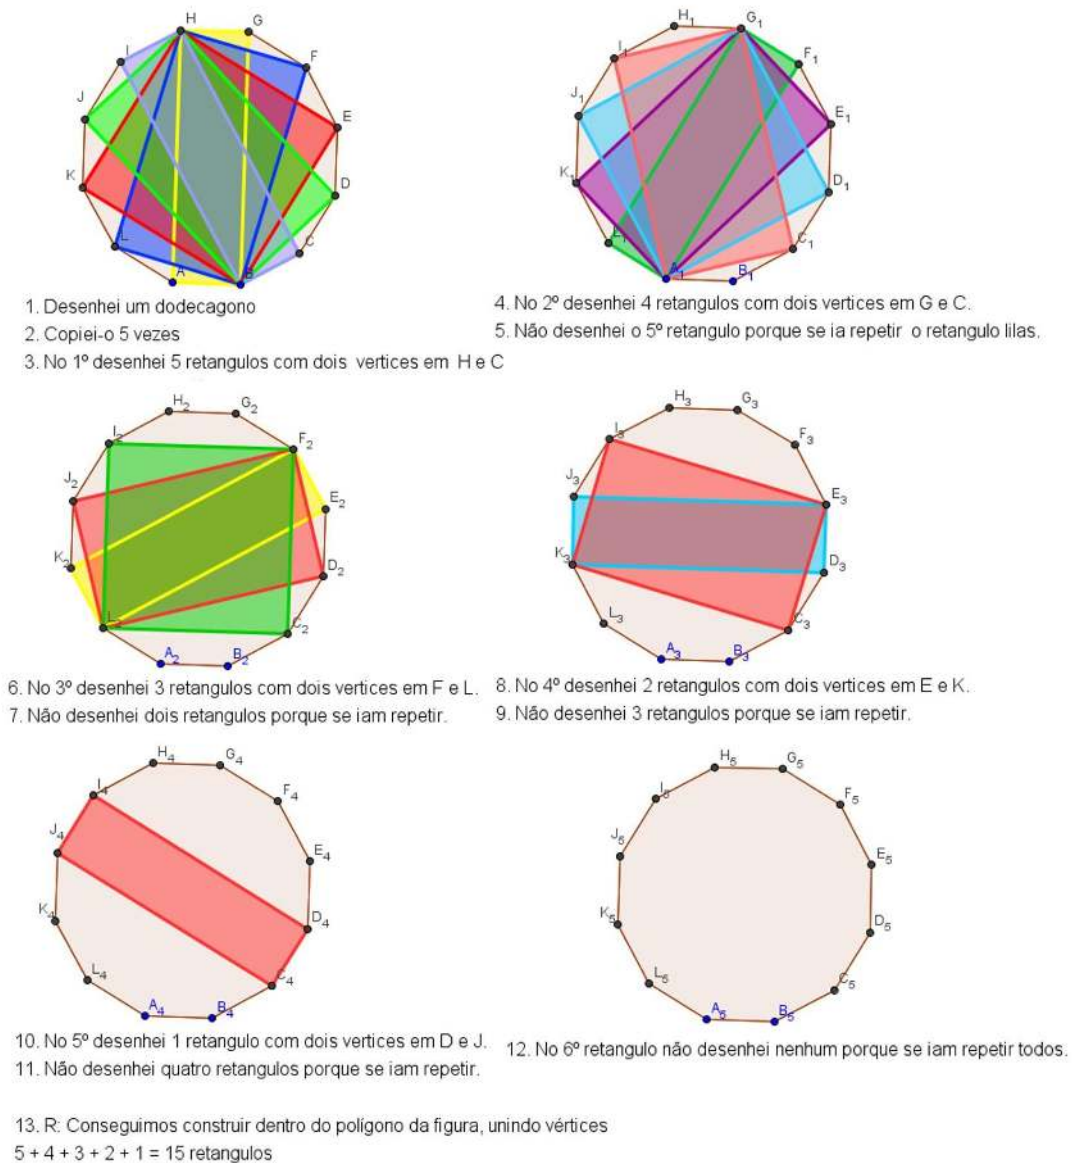 H G
I F
J E
K D
L C
A B
H₁ G₁
I₁ F₁
J₁ E₁
K₁ D₁
L₁ C₁
A₁ B₁
1. Desenhei um dodecagono
2. Copiei-o 5 vezes
3. No 1º desenhei 5 retangulos com dois vertices em H e C
4. No 2º desenhei 4 retangulos com dois vertices em G e C.
5. Não desenhei o 5º retangulo porque se ia repetir o retangulo lilas.
H₂ G₂
I₂ F₂
J₂ E₂
K₂ D₂
L₂ C₂
A₂ B₂
H₃ G₃
I₃ F₃
J₃ E₃
K₃ D₃
L₃ C₃
A₃ B₃
6. No 3º desenhei 3 retangulos com dois vertices em F e L.
7. Não desenhei dois retangulos porque se iam repetir.
8. No 4º desenhei 2 retangulos com dois vertices em E e K.
9. Não desenhei 3 retangulos porque se iam repetir.
H₄ G₄
I₄ F₄
J₄ E₄
K₄ D₄
L₄ C₄
A₄ B₄
H₅ G₅
I₅ F₅
J₅ E₅
K₅ D₅
L₅ C₅
A₅ B₅
10. No 5º desenhei 1 retangulo com dois vertices em D e J.
11. Não desenhei quatro retangulos porque se iam repetir.
12. No 6º retangulo não desenhei nenhum porque se iam repetir todos.
13. R: Conseguimos construir dentro do polígono da figura, unindo vértices
5 + 4 + 3 + 2 + 1 = 15 retangulos